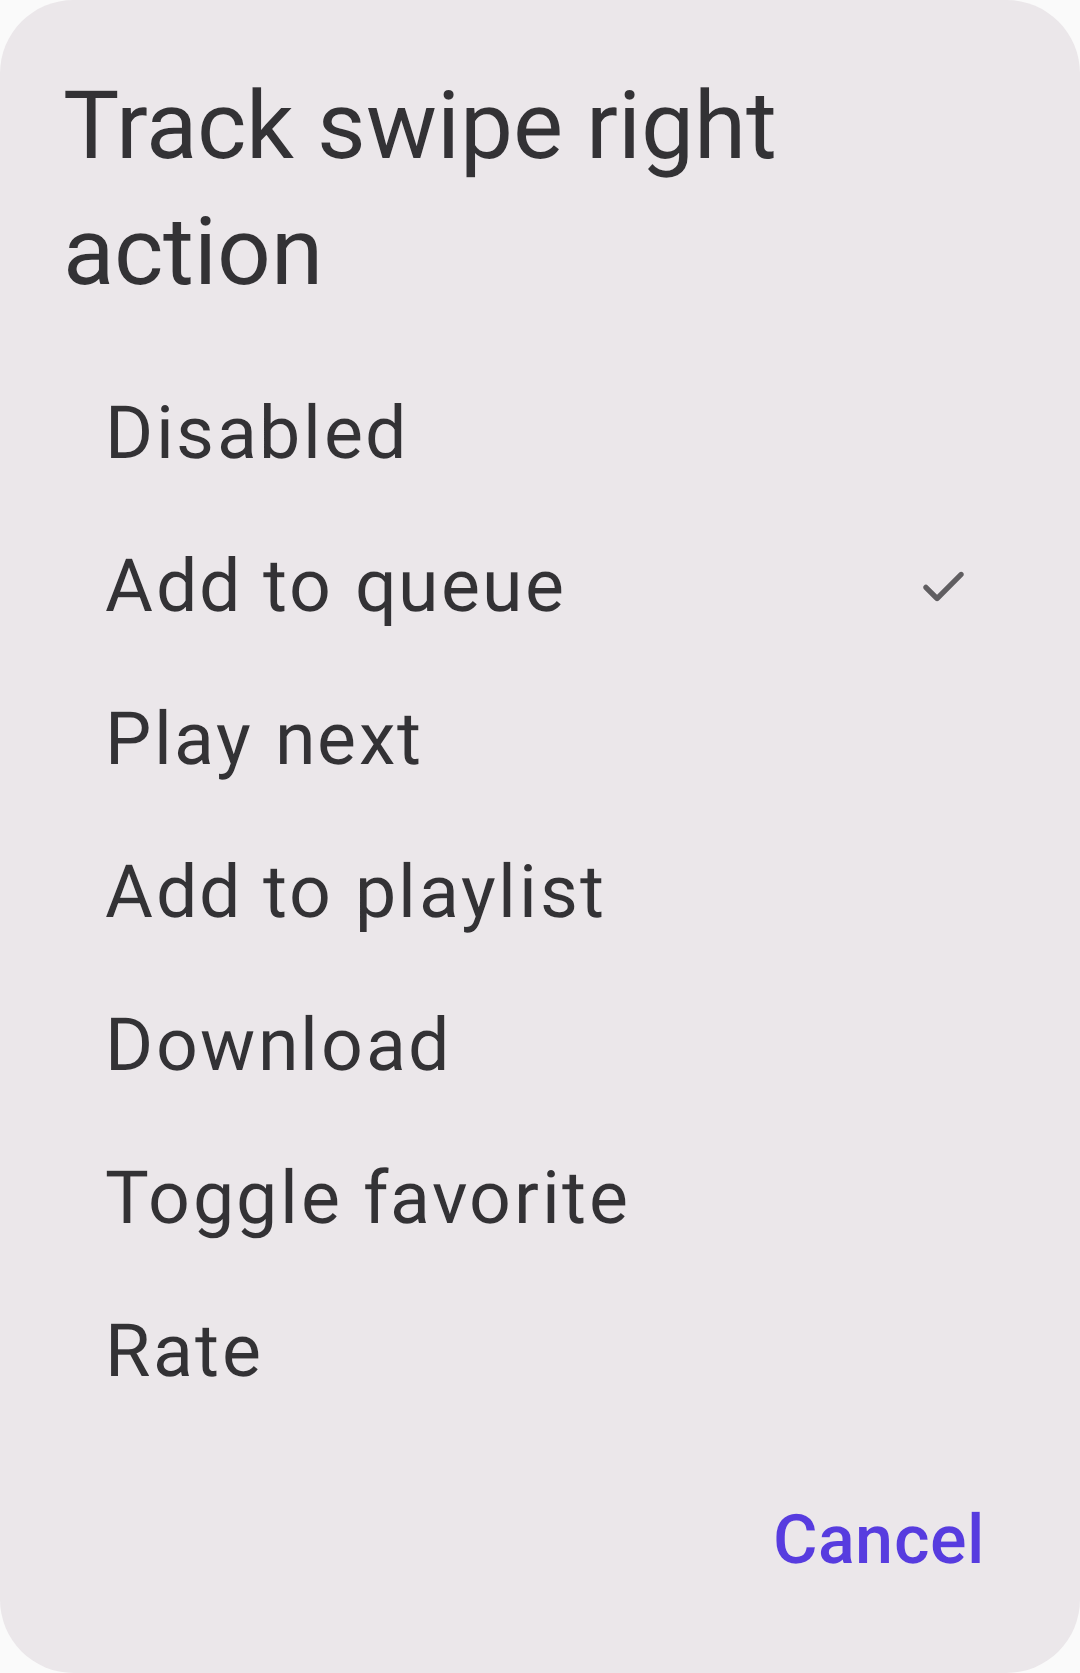 Track swipe right
action
Disabled
Add to queue
Play next
Add to playlist
Download
Toggle favorite
Rate
Cancel